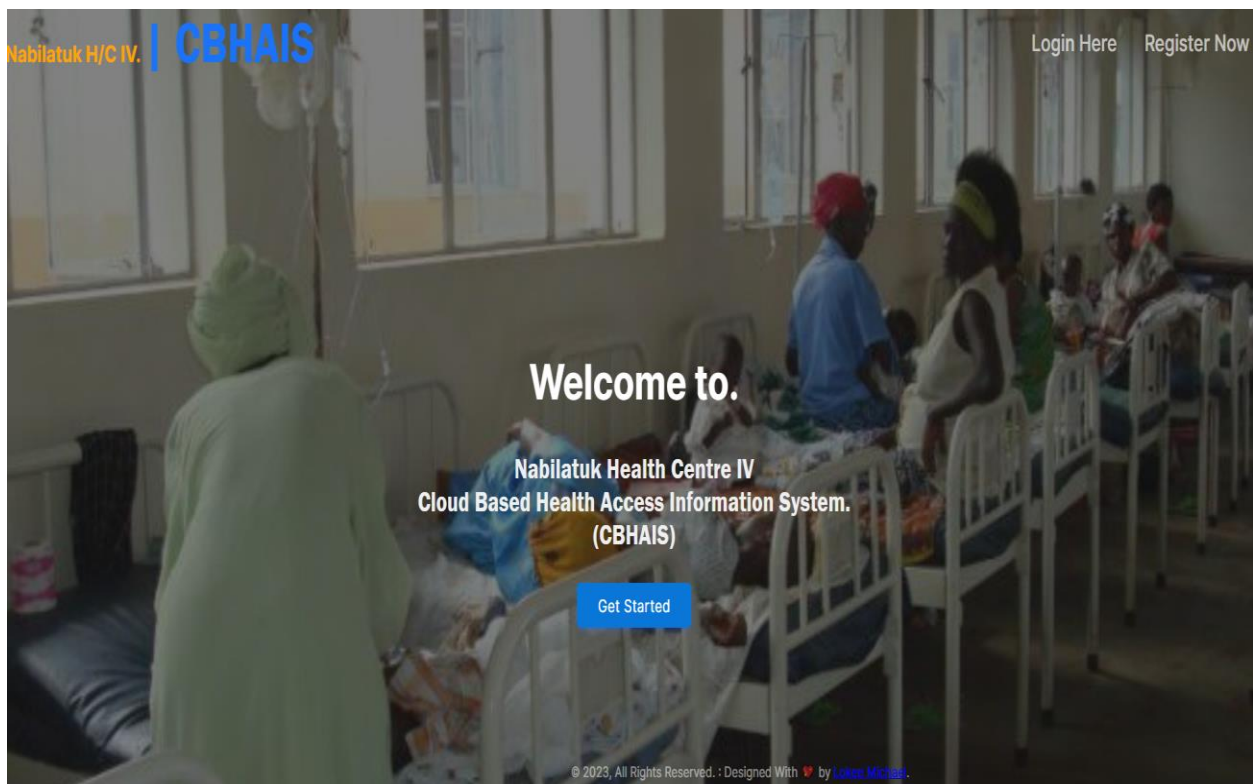 Nabilatuk H/C IV. | CBHAIS
Login Here Register Now
Welcome to.
Nabilatuk Health Centre IV
Cloud Based Health Access Information System.
(CBHAIS)
Get Started
© 2023, All Rights Reserved. : Designed With ❤ by